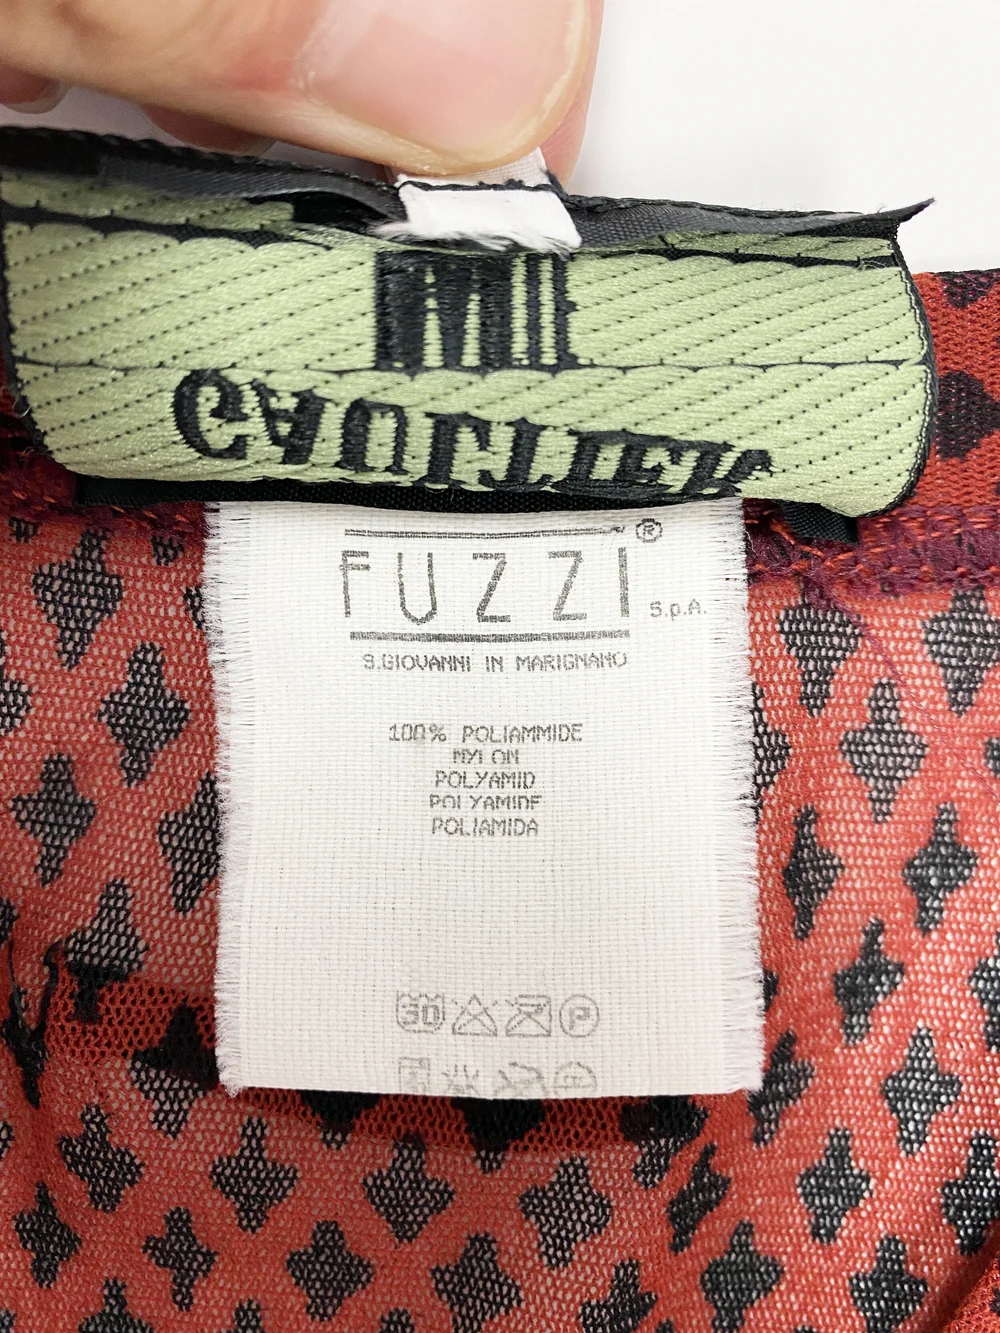 GAULTIER
FUZZI ®
S.p.A.
S.GIOVANNI IN MARIGNANO
100% POLIAMMIDE
NYLON
POLYAMID
POLYAMIDE
POLIAMIDA
30
P